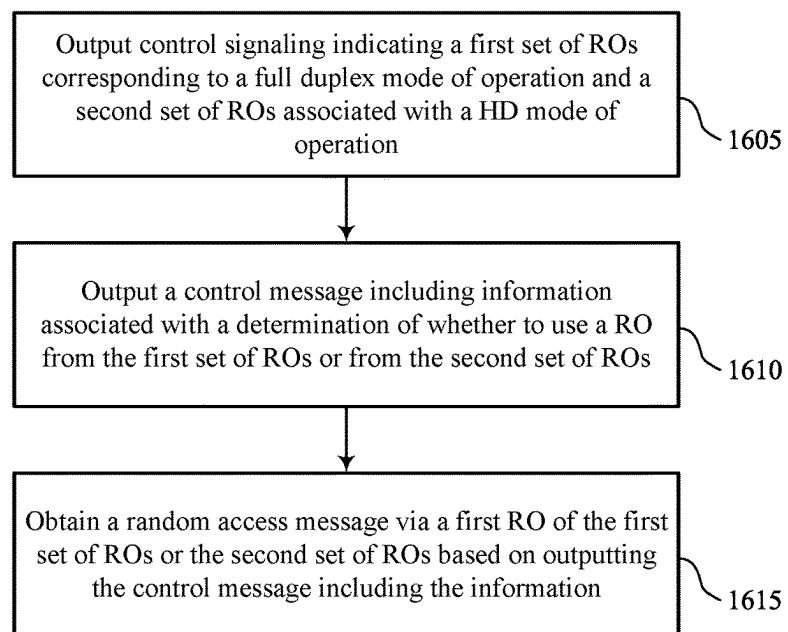 Output control signaling indicating a first set of ROs
corresponding to a full duplex mode of operation and a
second set of ROs associated with a HD mode of
operation
1605
Output a control message including information
associated with a determination of whether to use a RO
from the first set of ROs or from the second set of ROs
1610
Obtain a random access message via a first RO of the first
set of ROs or the second set of ROs based on outputting
the control message including the information
1615